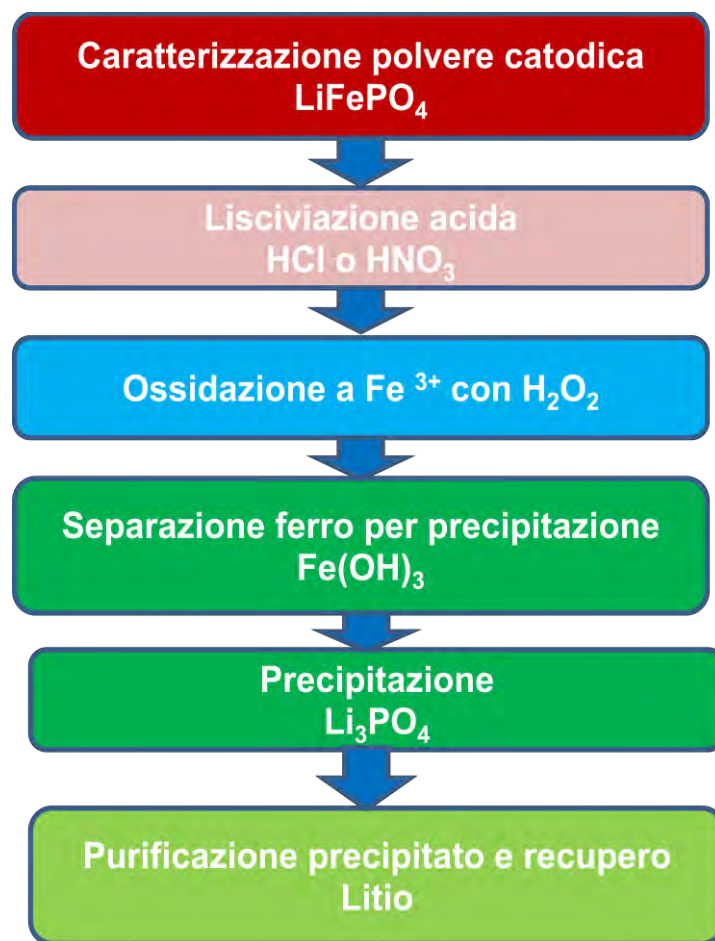 Caratterizzazione polvere catodica
LiFePO₄
Lisciviazione acida
HCl o HNO₃
Ossidazione a Fe ³⁺ con H₂O₂
Separazione ferro per precipitazione
Fe(OH)₃
Precipitazione
Li₃PO₄
Purificazione precipitato e recupero
Litio